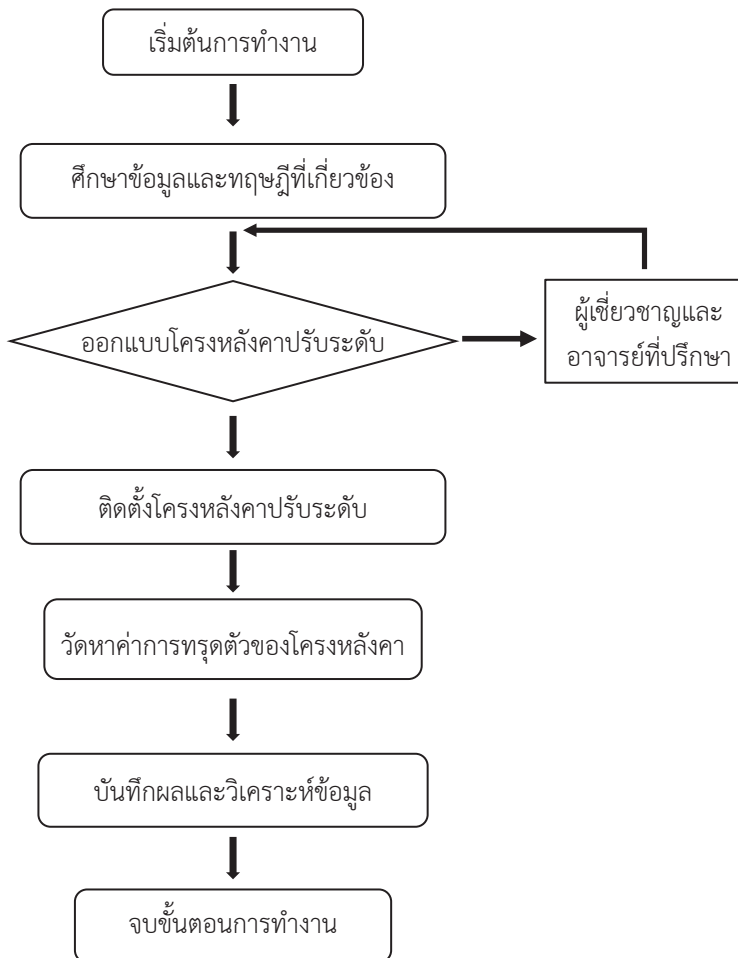 เริ่มต้นการทำงาน
ศึกษาข้อมูลและทฤษฎีที่เกี่ยวข้อง
ออกแบบโครงหลังคาปรับระดับ
ผู้เชี่ยวชาญและ
อาจารย์ที่ปรึกษา
ติดตั้งโครงหลังคาปรับระดับ
วัดหาค่าการทรุดตัวของโครงหลังคา
บันทึกผลและวิเคราะห์ข้อมูล
จบขั้นตอนการทำงาน